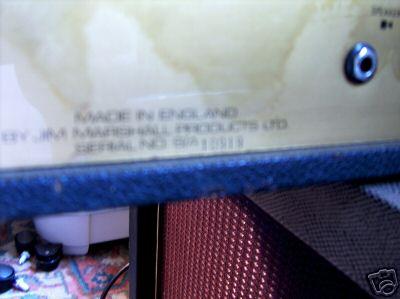 MADE IN ENGLAND
BY JIM MARSHALL PRODUCTS LTD.
SERIAL NO. S/A